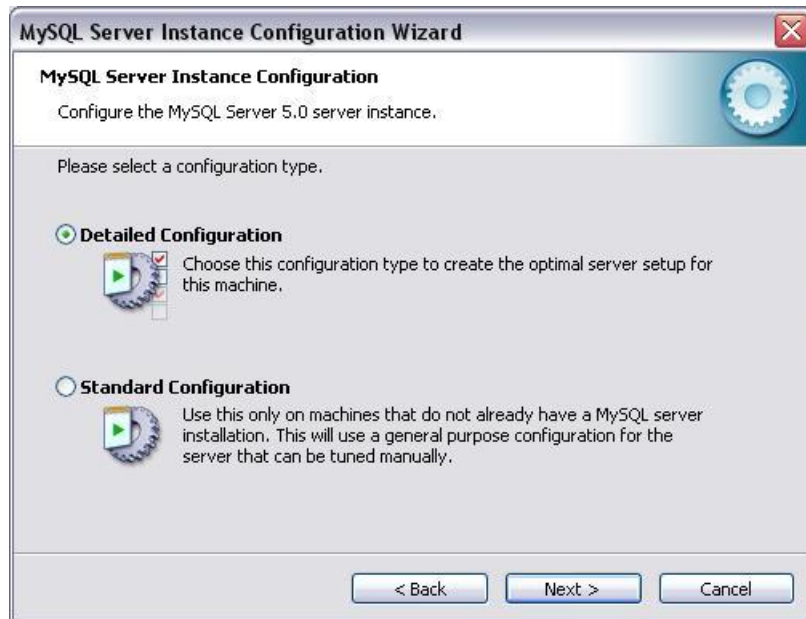 MySQL Server Instance Configuration Wizard
MySQL Server Instance Configuration
Configure the MySQL Server 5.0 server instance.
Please select a configuration type.
Detailed Configuration
Choose this configuration type to create the optimal server setup for
this machine.
Standard Configuration
Use this only on machines that do not already have a MySQL server
installation. This will use a general purpose configuration for the
server that can be tuned manually.
< Back Next > Cancel